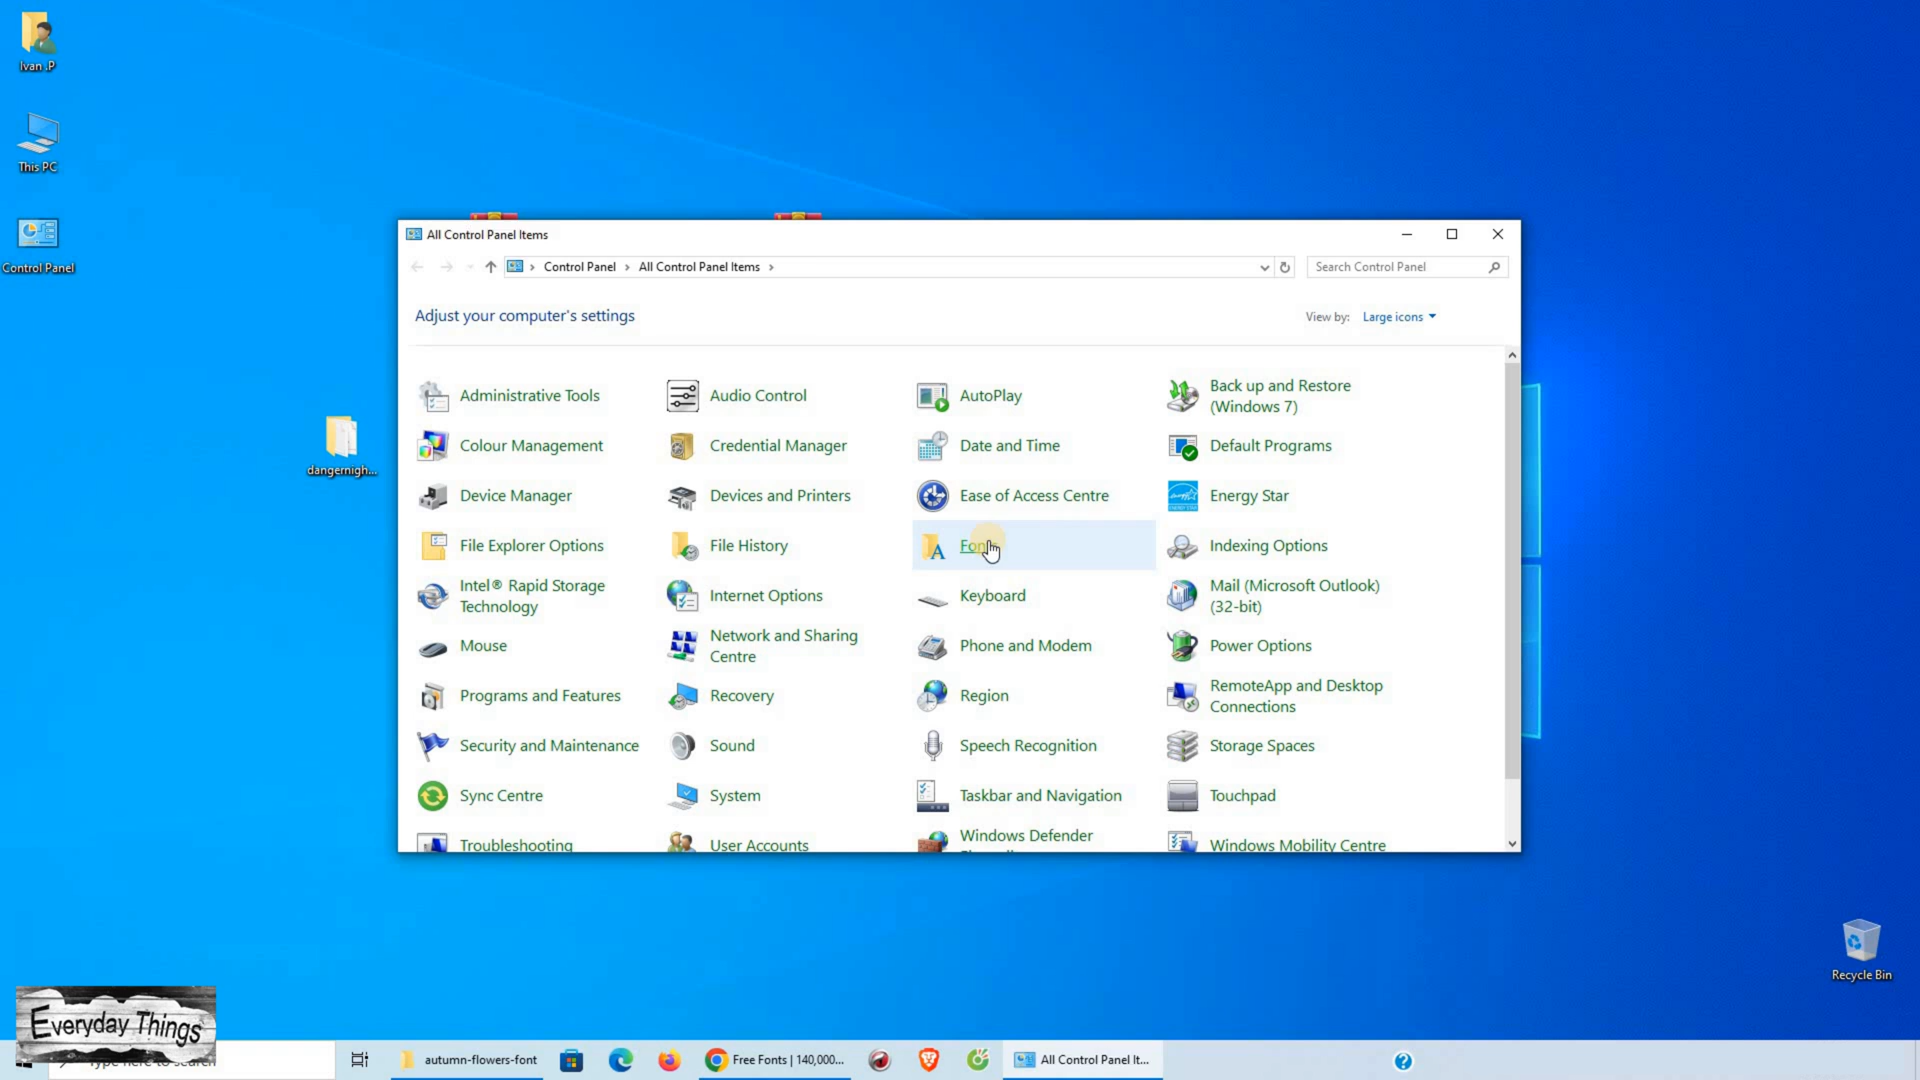 Ivan .P
This PC
Control Panel
dangernigh...
All Control Panel Items
Control Panel
All Control Panel Items
Search Control Panel
Adjust your computer's settings
View by:
Large icons
Administrative Tools
Audio Control
AutoPlay
Back up and Restore
(Windows 7)
Colour Management
Credential Manager
Date and Time
Default Programs
Device Manager
Devices and Printers
Ease of Access Centre
Energy Star
File Explorer Options
File History
Indexing Options
Intel® Rapid Storage
Technology
Internet Options
Keyboard
Mail (Microsoft Outlook)
(32-bit)
Mouse
Network and Sharing
Centre
Phone and Modem
Power Options
Programs and Features
Recovery
Region
RemoteApp and Desktop
Connections
Security and Maintenance
Sound
Speech Recognition
Storage Spaces
Sync Centre
System
Taskbar and Navigation
Touchpad
Troubleshooting
User Accounts
Windows Defender
Windows Mobility Centre
Recycle Bin
Everyday Things
Type here to search
autumn-flowers-font
Free Fonts | 140,000...
All Control Panel It...